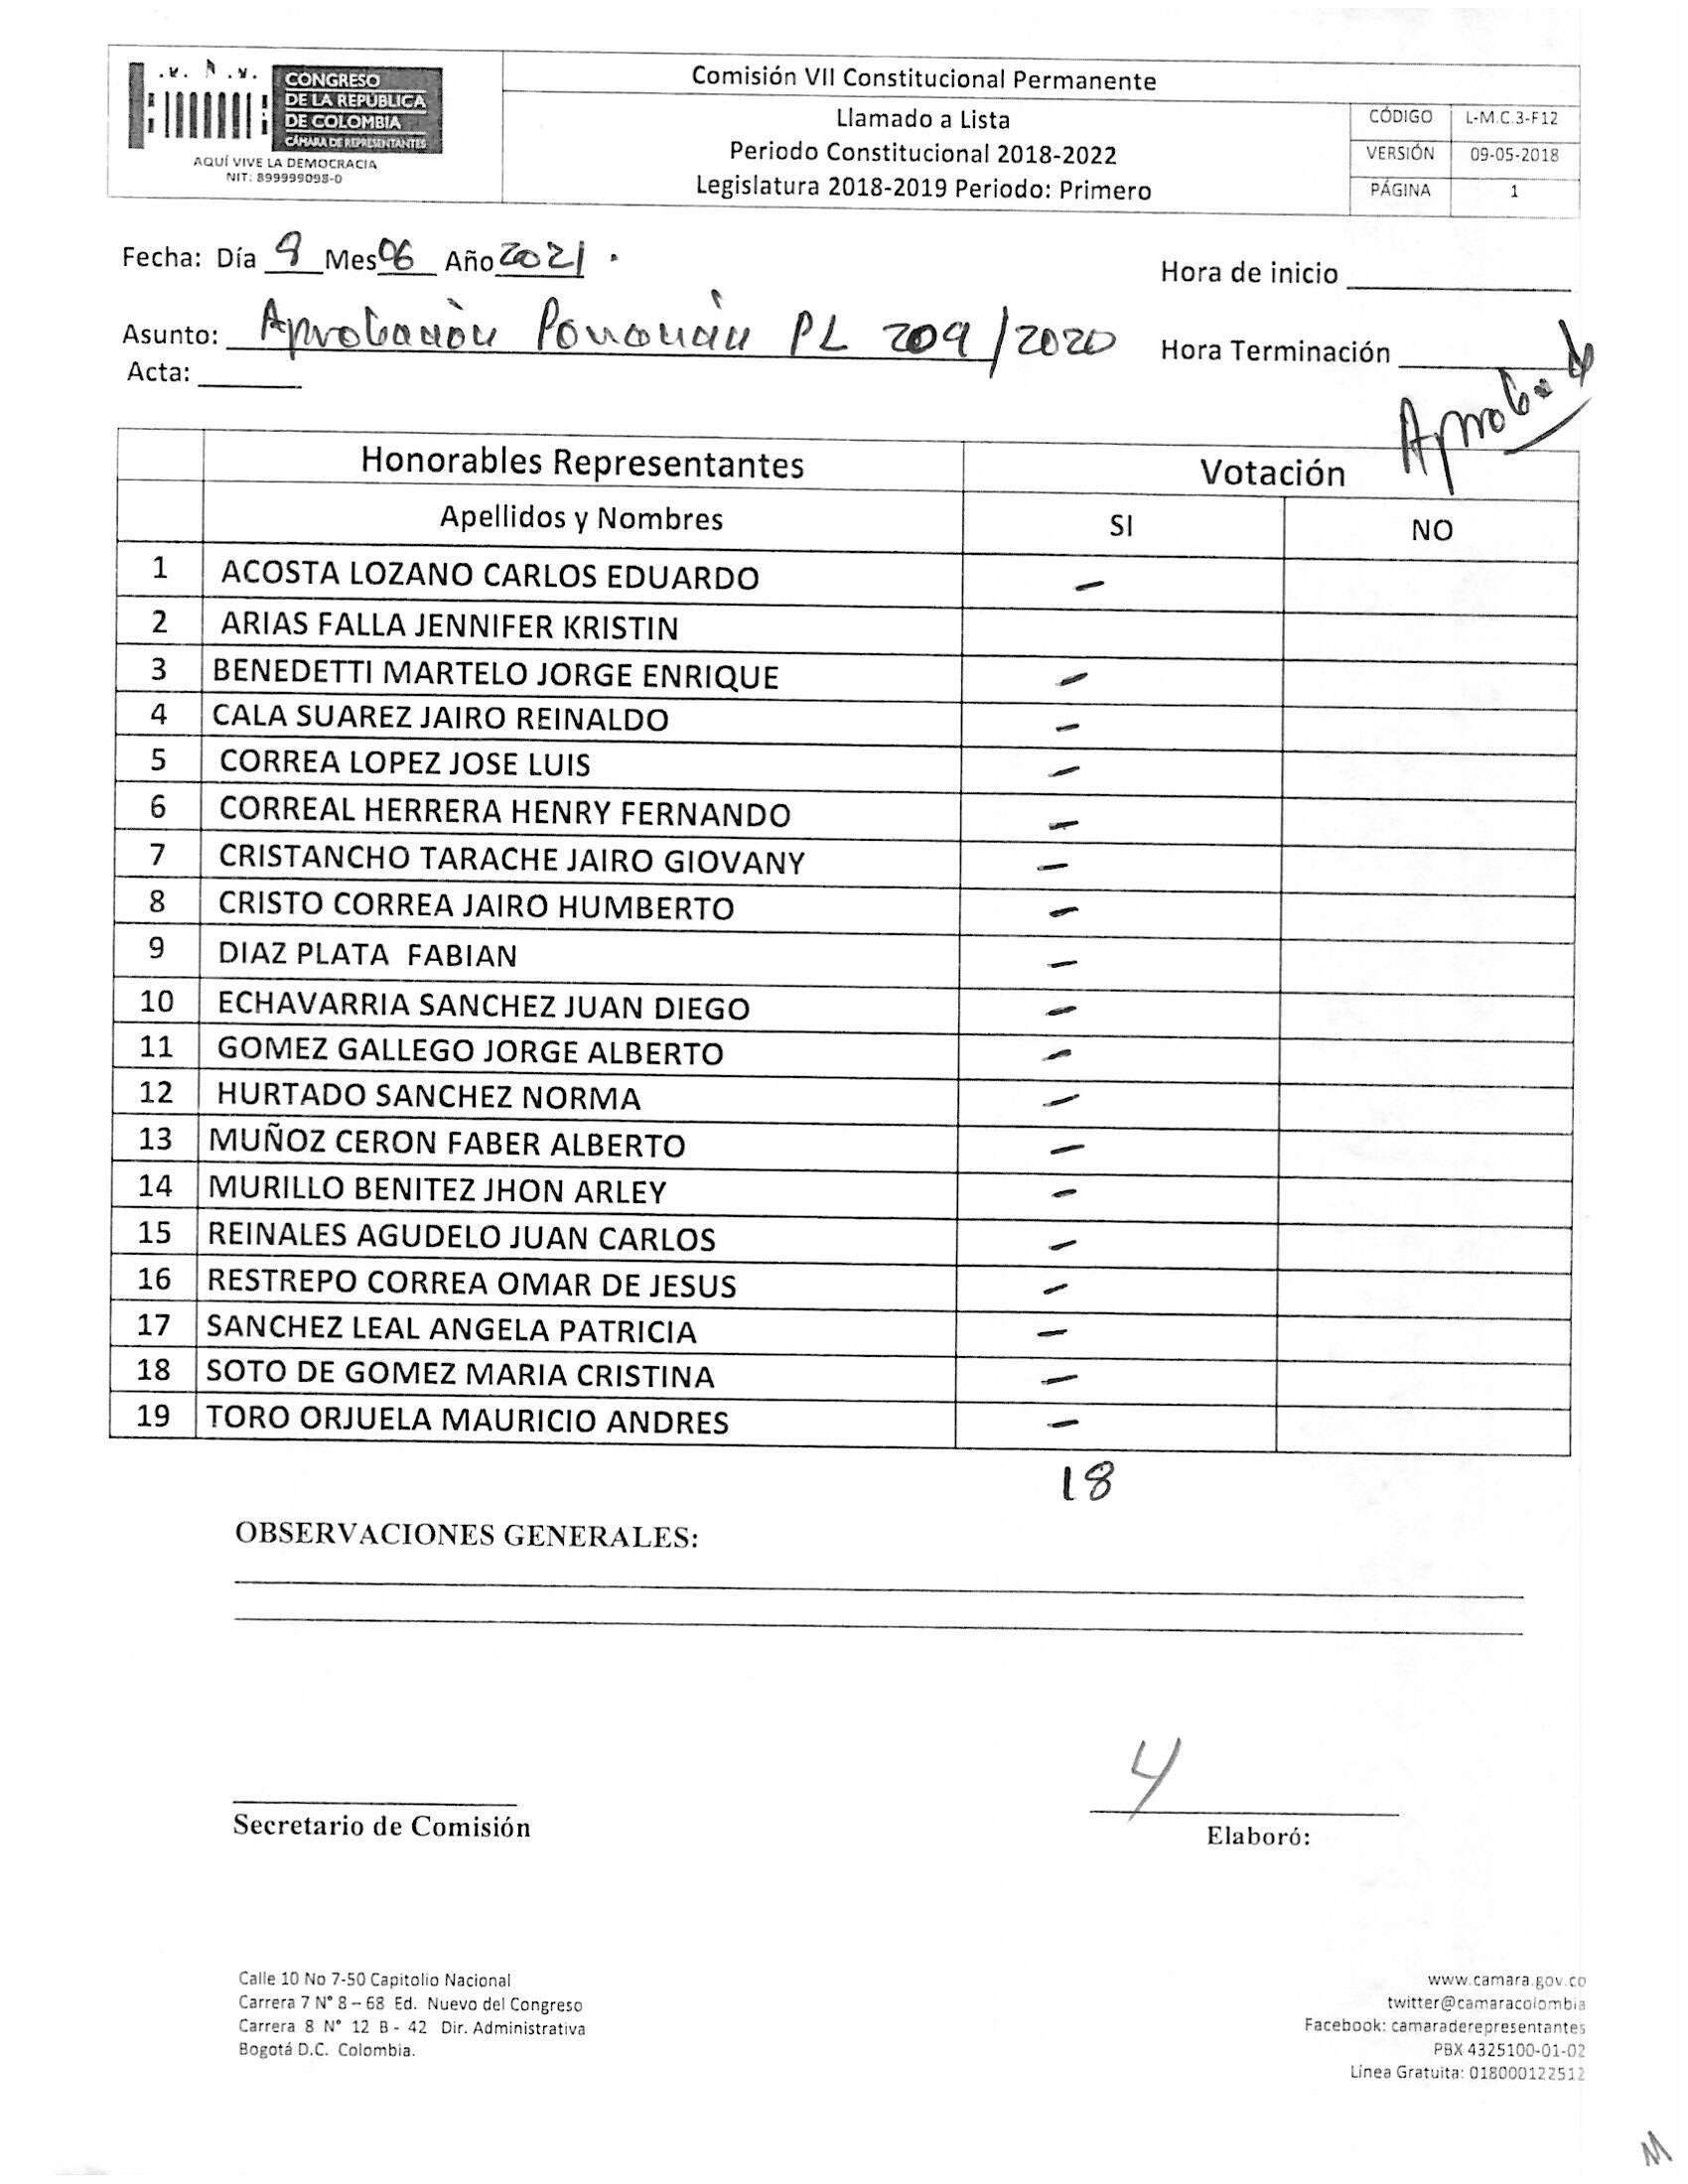 CONGRESO
DE LA REPÚBLICA
DE COLOMBIA
CÁMARA DE REPRESENTANTES
AQUÍ VIVE LA DEMOCRACIA
NIT: 899999098-0
Comisión VII Constitucional Permanente
Llamado a Lista
Periodo Constitucional 2018-2022
Legislatura 2018-2019 Periodo: Primero
CÓDIGO L-M.C.3-F12
VERSIÓN 09-05-2018
PÁGINA 1
Fecha: Día 9 Mes 06 Año 2021 .
Hora de inicio
Asunto: Aprobación Ponencia PL 209/2020
Hora Terminación
Acta:
Aprobado
Honorables Representantes Votación
Apellidos y Nombres SI NO
1 ACOSTA LOZANO CARLOS EDUARDO –
2 ARIAS FALLA JENNIFER KRISTIN
3 BENEDETTI MARTELO JORGE ENRIQUE –
4 CALA SUAREZ JAIRO REINALDO –
5 CORREA LOPEZ JOSE LUIS –
6 CORREAL HERRERA HENRY FERNANDO –
7 CRISTANCHO TARACHE JAIRO GIOVANY –
8 CRISTO CORREA JAIRO HUMBERTO –
9 DIAZ PLATA FABIAN –
10 ECHAVARRIA SANCHEZ JUAN DIEGO –
11 GOMEZ GALLEGO JORGE ALBERTO –
12 HURTADO SANCHEZ NORMA –
13 MUÑOZ CERON FABER ALBERTO –
14 MURILLO BENITEZ JHON ARLEY –
15 REINALES AGUDELO JUAN CARLOS –
16 RESTREPO CORREA OMAR DE JESUS –
17 SANCHEZ LEAL ANGELA PATRICIA –
18 SOTO DE GOMEZ MARIA CRISTINA –
19 TORO ORJUELA MAURICIO ANDRES –
18
OBSERVACIONES GENERALES:
Secretario de Comisión
Elaboró:
Calle 10 No 7-50 Capitolio Nacional
Carrera 7 N° 8 – 68 Ed. Nuevo del Congreso
Carrera 8 N° 12 B - 42 Dir. Administrativa
Bogotá D.C. Colombia.
www.camara.gov.co
twitter@camaracolombia
Facebook: camaraderepresentantes
PBX 4325100-01-02
Línea Gratuita: 018000122512